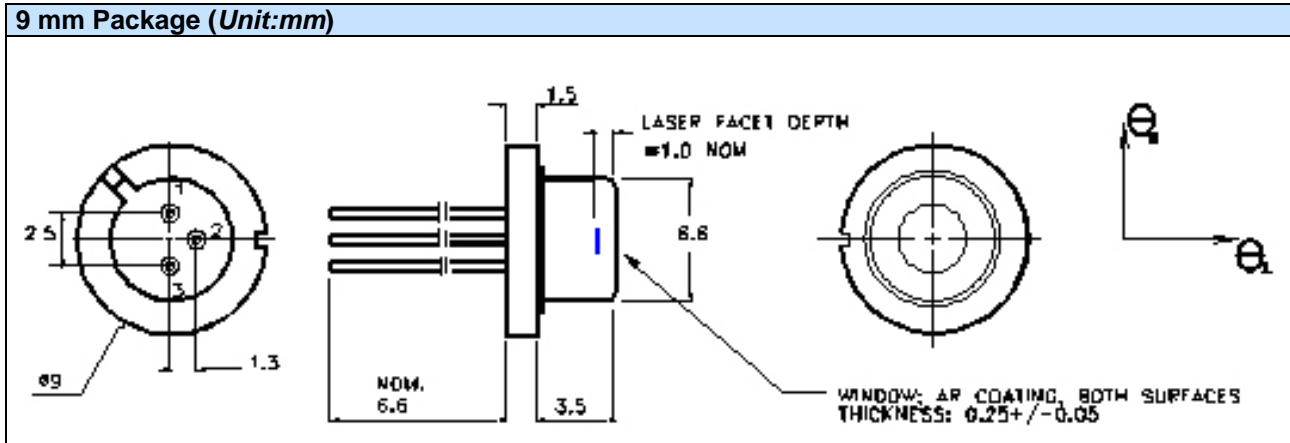 9 mm Package (Unit:mm)
1.5
LASER FACET DEPTH
=1.0 NOM
1
2
3
2.5
1.3
ø9
6.6
NOM.
6.6
3.5
WINDOW: AR COATING, BOTH SURFACES
THICKNESS: 0.25+/-0.05